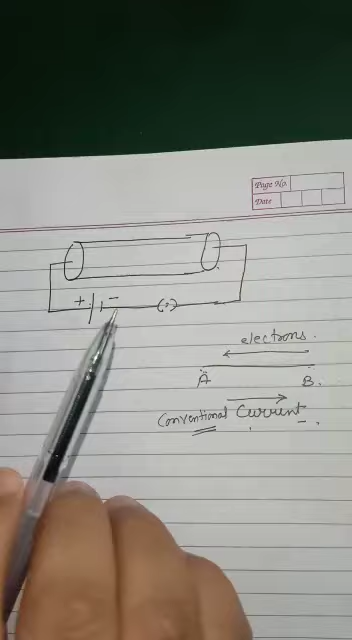 Page No.
Date
+ -
electrons.
A B.
Conventional Current